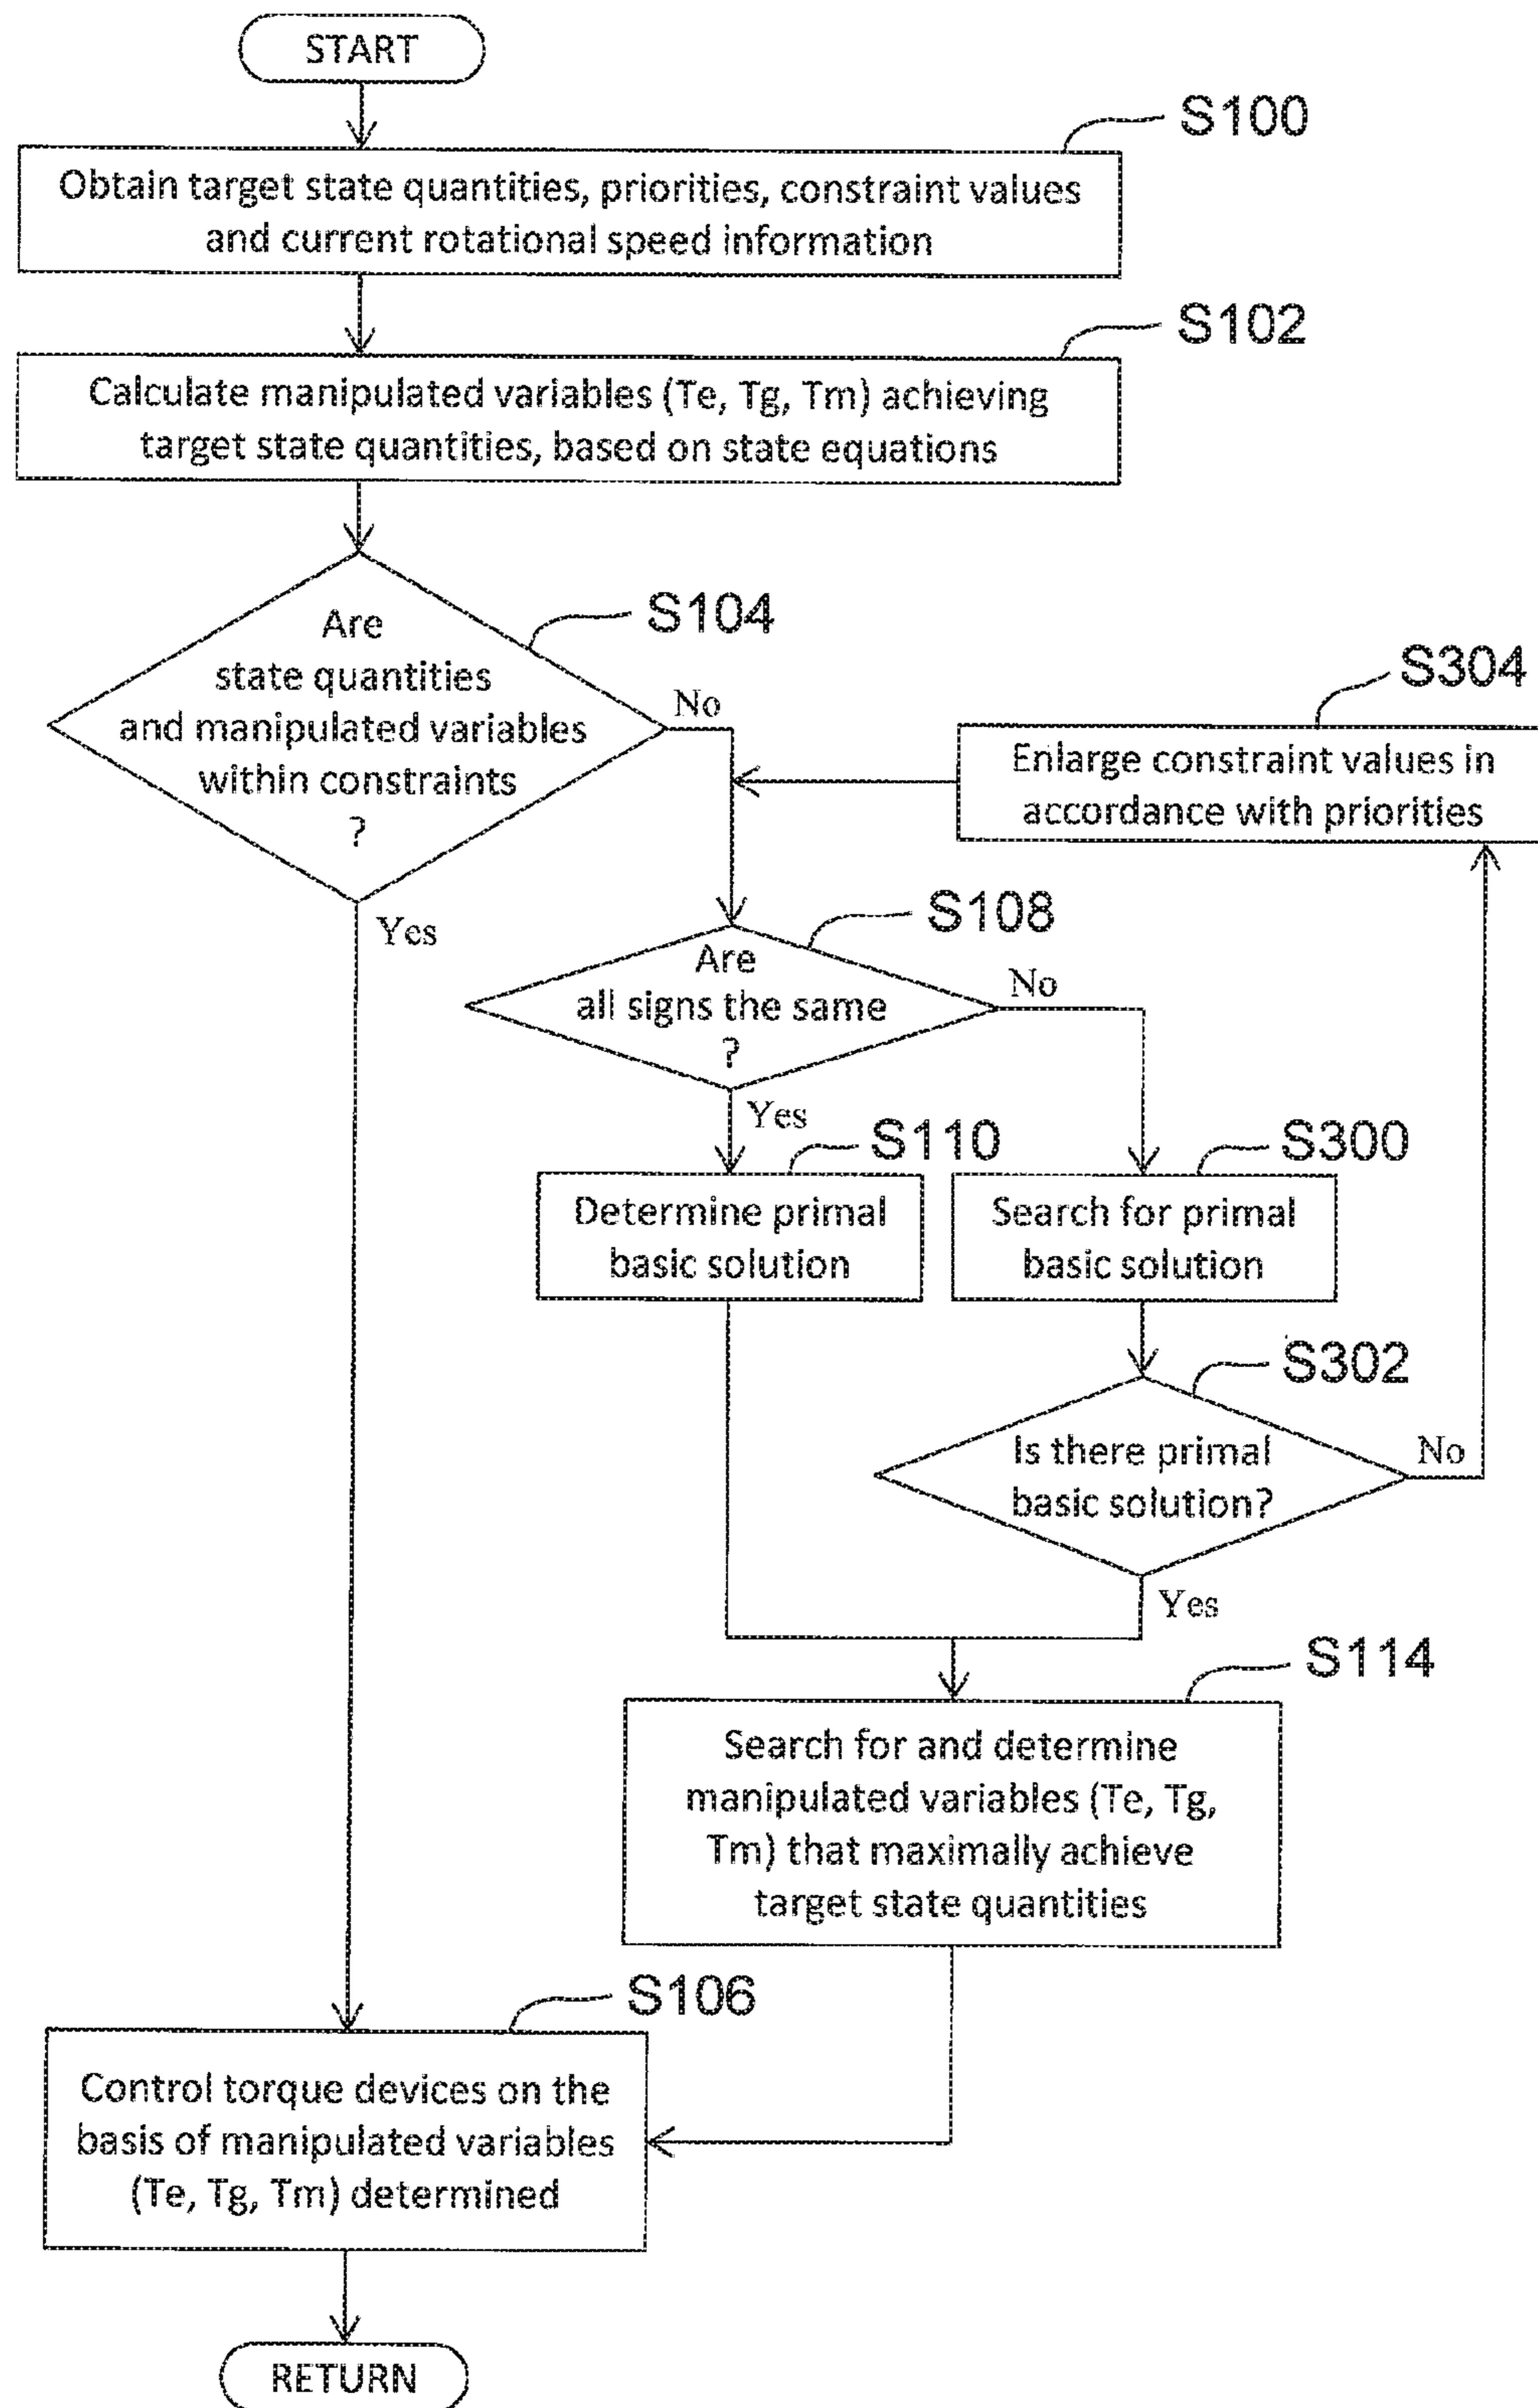 START
S100
Obtain target state quantities, priorities, constraint values
and current rotational speed information
S102
Calculate manipulated variables (Te, Tg, Tm) achieving
target state quantities, based on state equations
S104
Are
state quantities
and manipulated variables
within constraints
?
No
Yes
S304
Enlarge constraint values in
accordance with priorities
S108
Are
all signs the same
?
No
Yes
S110
Determine primal
basic solution
S300
Search for primal
basic solution
S302
Is there primal
basic solution?
No
Yes
S114
Search for and determine
manipulated variables (Te, Tg,
Tm) that maximally achieve
target state quantities
S106
Control torque devices on the
basis of manipulated variables
(Te, Tg, Tm) determined
RETURN